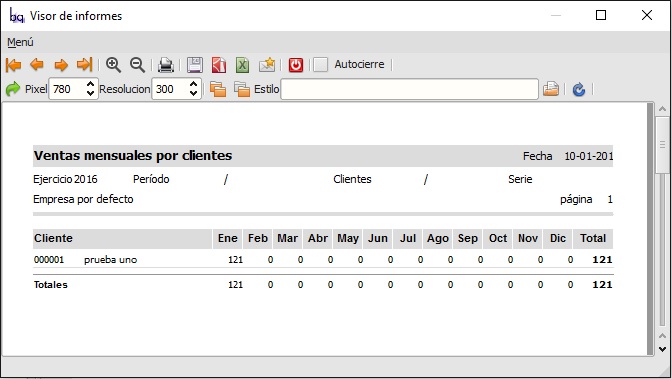 Visor de informes
Menú
Autocierre
Pixel 780 Resolucion 300 Estilo
Ventas mensuales por clientes Fecha 10-01-201
Ejercicio 2016 Período / Clientes / Serie
Empresa por defecto página 1
Cliente Ene Feb Mar Abr May Jun Jul Ago Sep Oct Nov Dic Total
000001 prueba uno 121 0 0 0 0 0 0 0 0 0 0 0 121
Totales 121 0 0 0 0 0 0 0 0 0 0 0 121